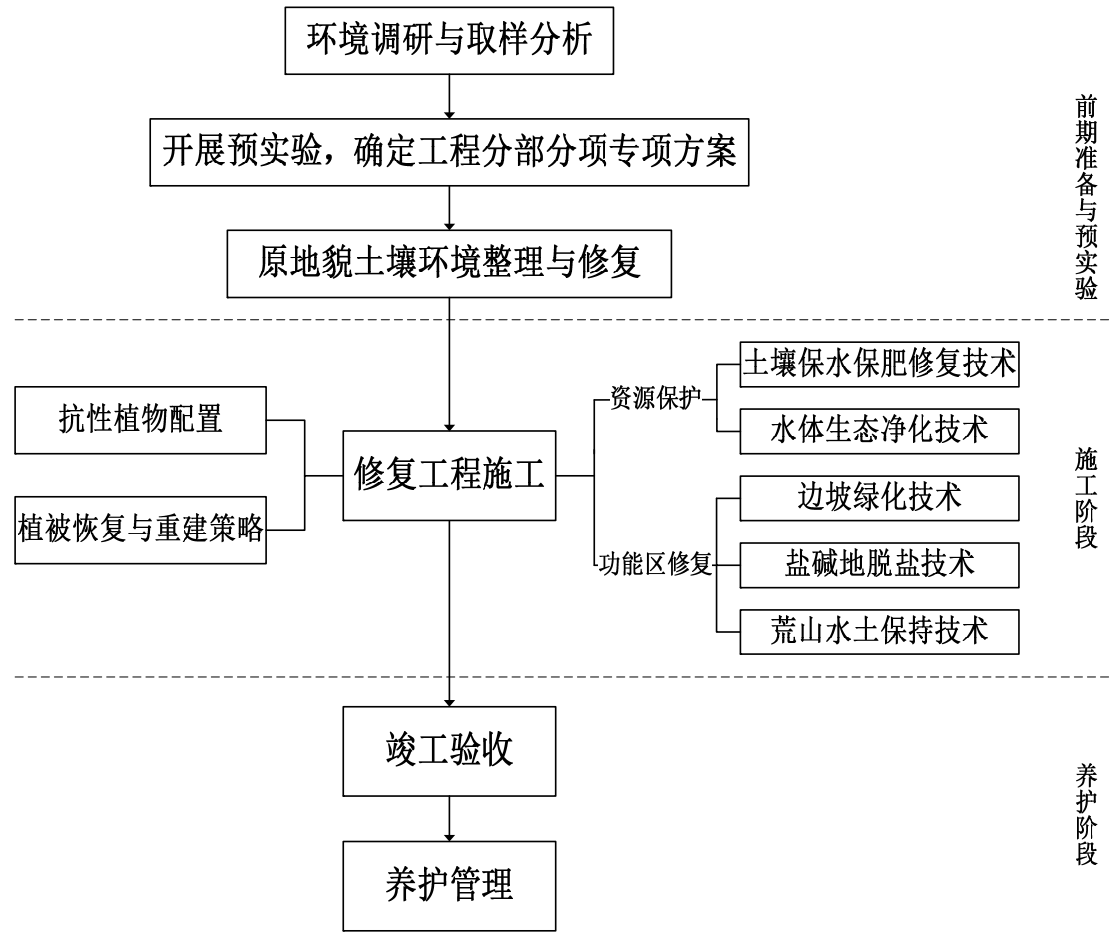 环境调研与取样分析
开展预实验，确定工程分部分项专项方案
原地貌土壤环境整理与修复
前期准备与预实验
抗性植物配置
植被恢复与重建策略
修复工程施工
资源保护
土壤保水保肥修复技术
水体生态净化技术
功能区修复
边坡绿化技术
盐碱地脱盐技术
荒山水土保持技术
施工阶段
竣工验收
养护管理
养护阶段